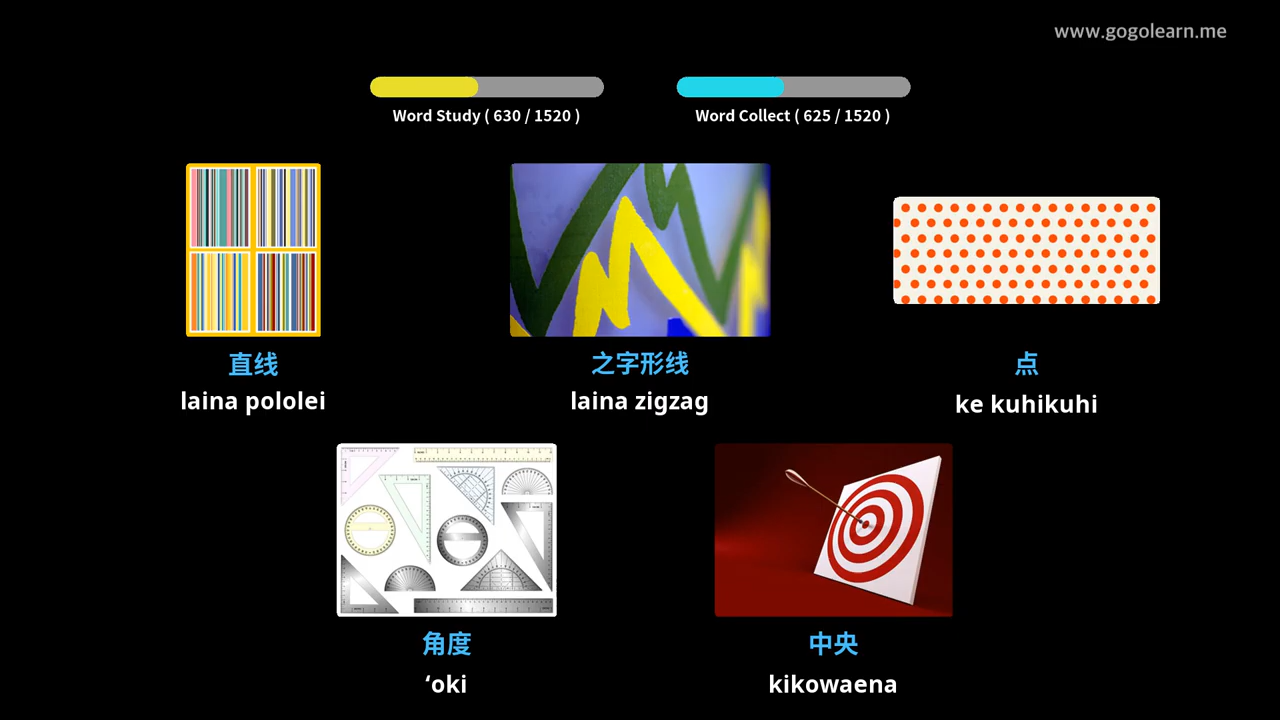 www.gogolearn.me
Word Study ( 630 / 1520 )
Word Collect ( 625 / 1520 )
直线
laina pololei
之字形线
laina zigzag
点
ke kuhikuhi
角度
ʻoki
中央
kikowaena